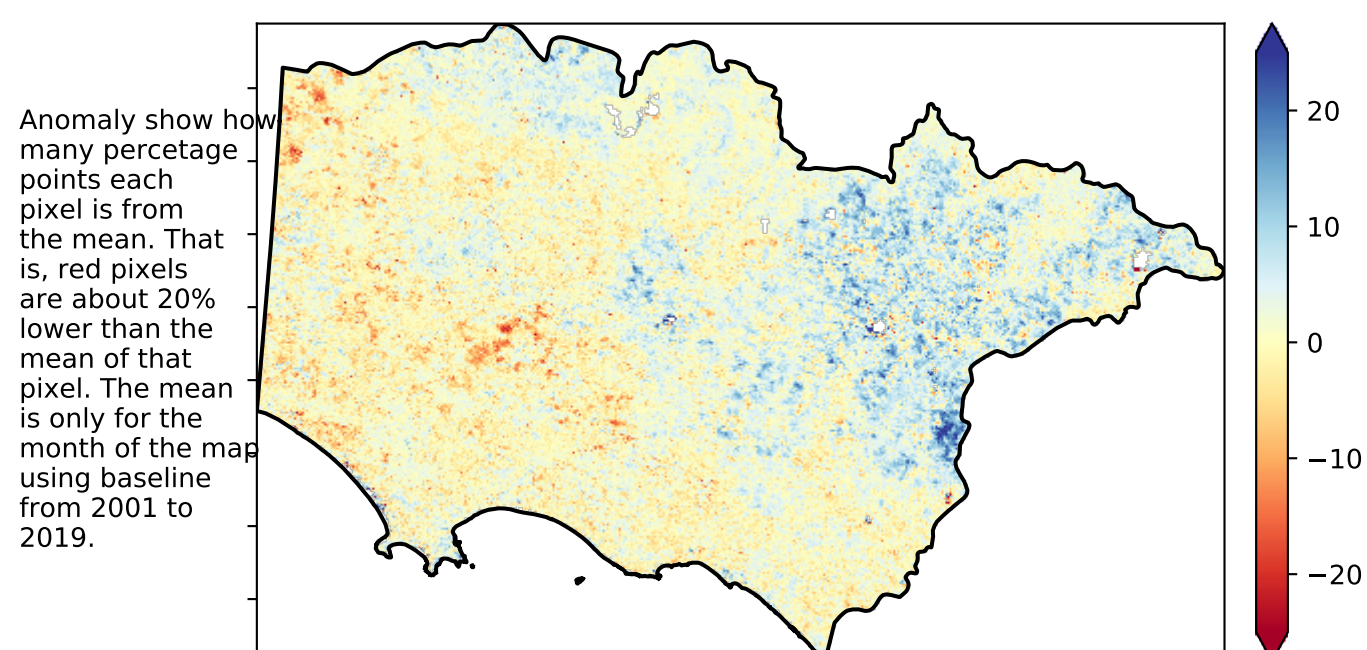 Anomaly show how
many percetage
points each
pixel is from
the mean. That
is, red pixels
are about 20%
lower than the
mean of that
pixel. The mean
is only for the
month of the map
using baseline
from 2001 to
2019.
20
10
0
−10
−20